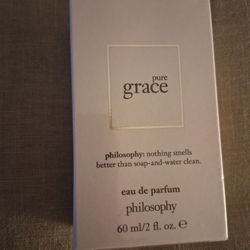 pure
grace
philosophy: nothing smells
better than soap-and-water clean.
eau de parfum
philosophy
60 ml/2 fl. oz. ℮